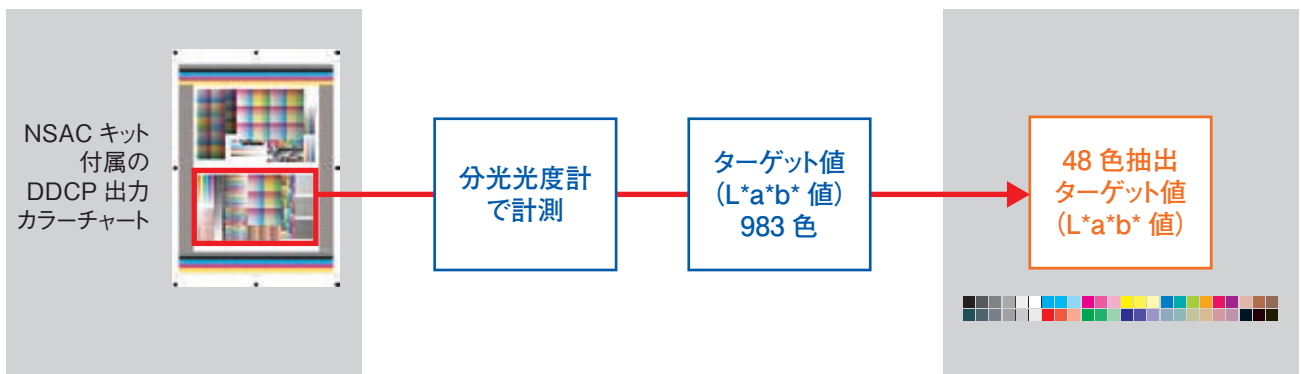 NSAC キット
付属の
DDCP 出力
カラーチャート
分光光度計
で計測
ターゲット値
(L*a*b* 値)
983 色
48 色抽出
ターゲット値
(L*a*b* 値)